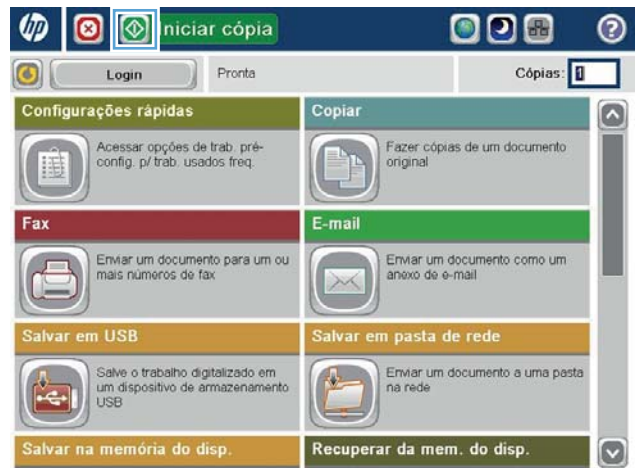 hp
Iniciar cópia
?
Login
Pronta
Cópias: 1
Configurações rápidas
Acessar opções de trab. pré-
config. p/ trab. usados freq.
Copiar
Fazer cópias de um documento
original
Fax
Enviar um documento para um ou
mais números de fax
E-mail
Enviar um documento como um
anexo de e-mail
Salvar em USB
Salve o trabalho digitalizado em
um dispositivo de armazenamento
USB
Salvar em pasta de rede
Enviar um documento a uma pasta
na rede
Salvar na memória do disp.
Recuperar da mem. do disp.